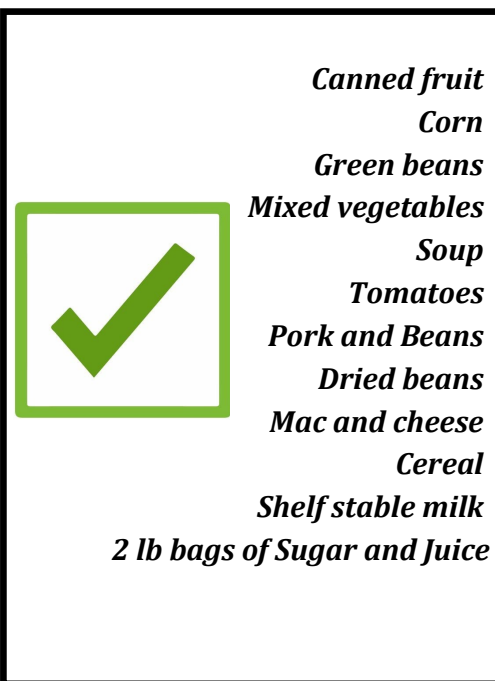 Canned fruit
Corn
Green beans
Mixed vegetables
Soup
Tomatoes
Pork and Beans
Dried beans
Mac and cheese
Cereal
Shelf stable milk
2 lb bags of Sugar and Juice